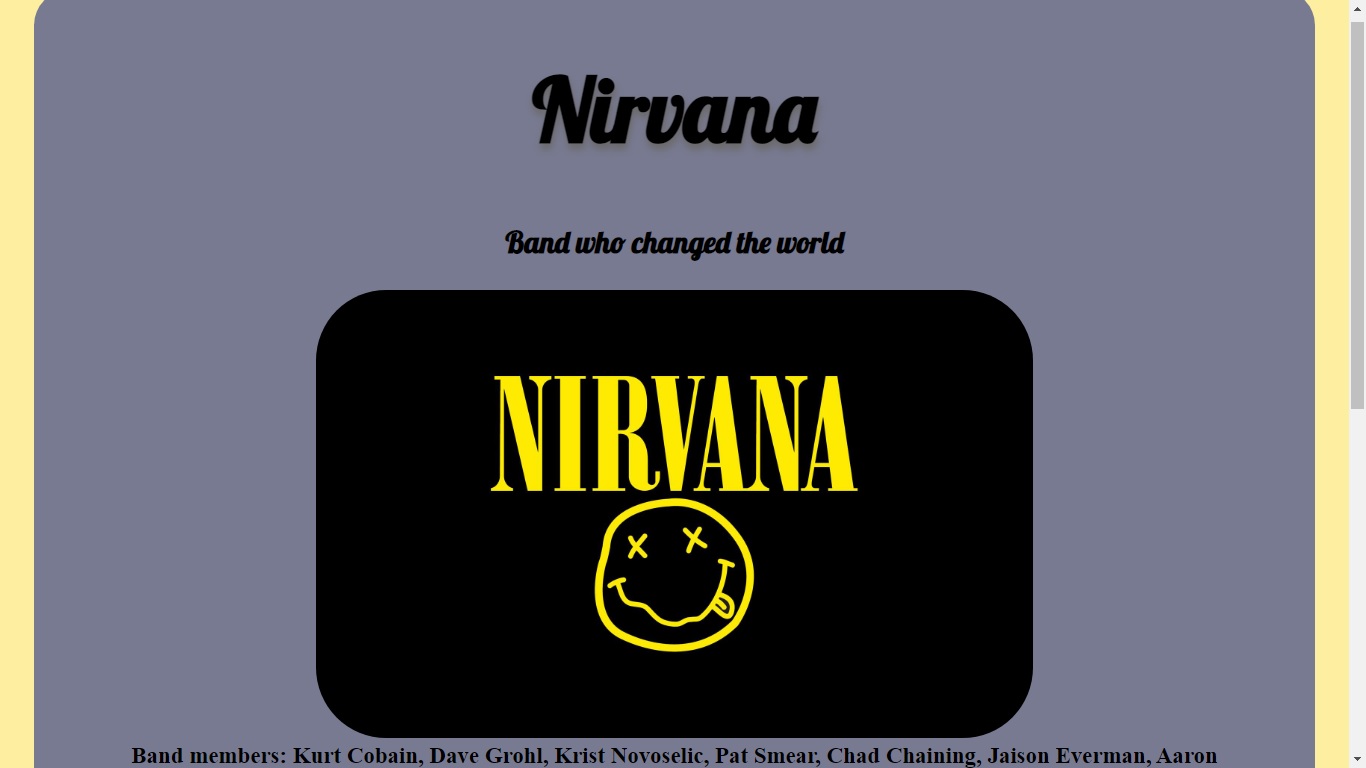 Nirvana
Band who changed the world
NIRVANA
Band members: Kurt Cobain, Dave Grohl, Krist Novoselic, Pat Smear, Chad Chaining, Jaison Everman, Aaron